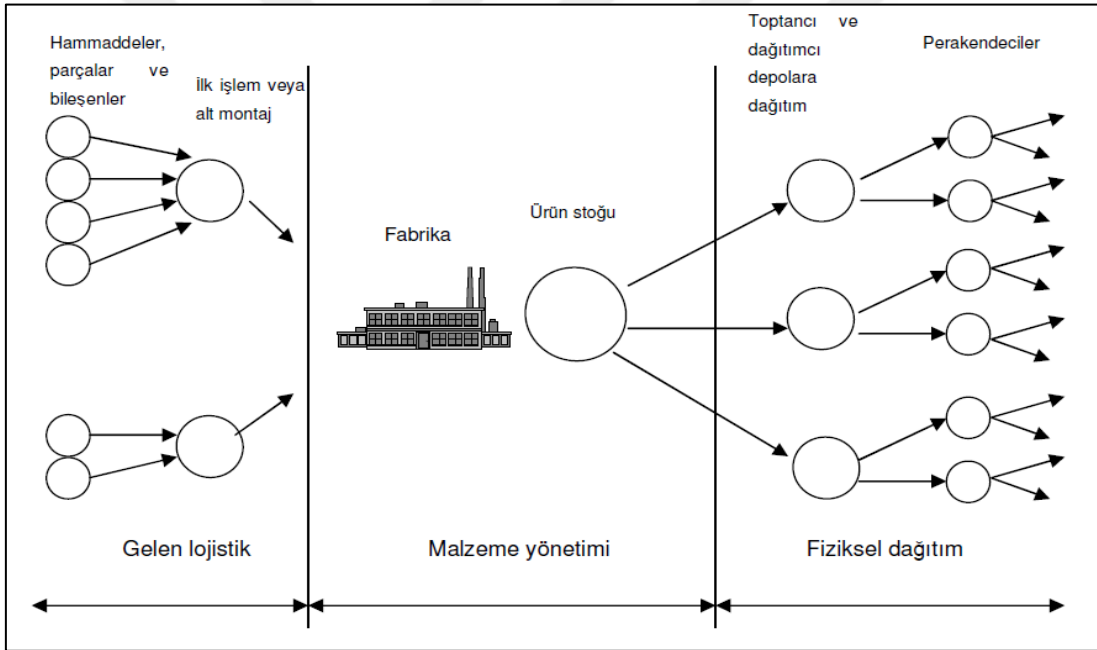 Hammaddeler,
parçalar ve
bileşenler
İlk işlem veya
alt montaj
Fabrika
Ürün stoğu
Toptancı ve
dağıtımcı
depolara
dağıtım
Perakendeciler
Gelen lojistik
Malzeme yönetimi
Fiziksel dağıtım